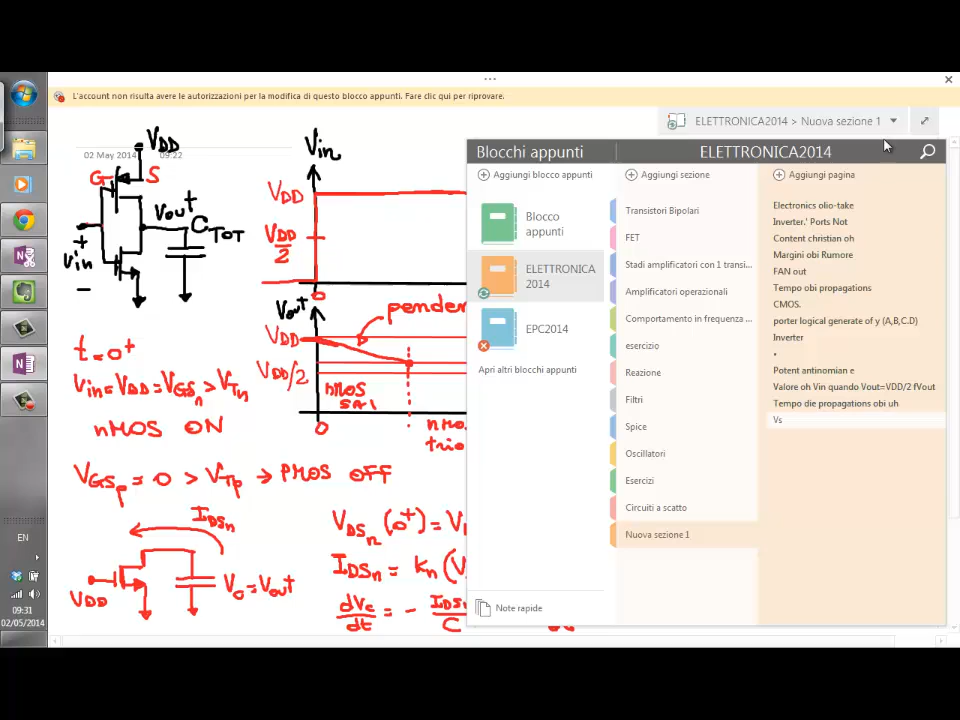 L'account non risulta avere le autorizzazioni per la modifica di questo blocco appunti. Fare clic qui per riprovare.
ELETTRONICA2014 > Nuova sezione 1
Blocchi appunti
ELETTRONICA2014
Aggiungi blocco appunti
Aggiungi sezione
Aggiungi pagina
Blocco
appunti
ELETTRONICA
2014
EPC2014
Apri altri blocchi appunti
Note rapide
Transistori Bipolari
FET
Stadi amplificatori con 1 transi...
Amplificatori operazionali
Comportamento in frequenza ...
esercizio
Reazione
Filtri
Spice
Oscillatori
Esercizi
Circuiti a scatto
Nuova sezione 1
Electronics olio-take
Inverter.' Ports Not
Content christian oh
Margini obi Rumore
FAN out
Tempo obi propagations
CMOS.
porter logical generate of y (A,B,C.D)
Inverter
•
Potent antinomian e
Valore oh Vin quando Vout=VDD/2 fVout
Tempo die propagations obi uh
Vs
02 May 2014 09:22
VDD
G S
Vout
CTOT
+
Vin
−
Vin
VDD
VDD/2
0
Vout
penden
VDD
VDD/2
nMOS
SAT
0
nMO
trio
t=0+
Vin=VDD=VGSn>VTn
nMOS ON
VGSp=0 > VTp → PMOS OFF
IDSn
VDD
Vc=Vout
VDSn(0+)=V
IDSn=kn(V
dVc/dt = - IDSn/C
EN
09:31
02/05/2014